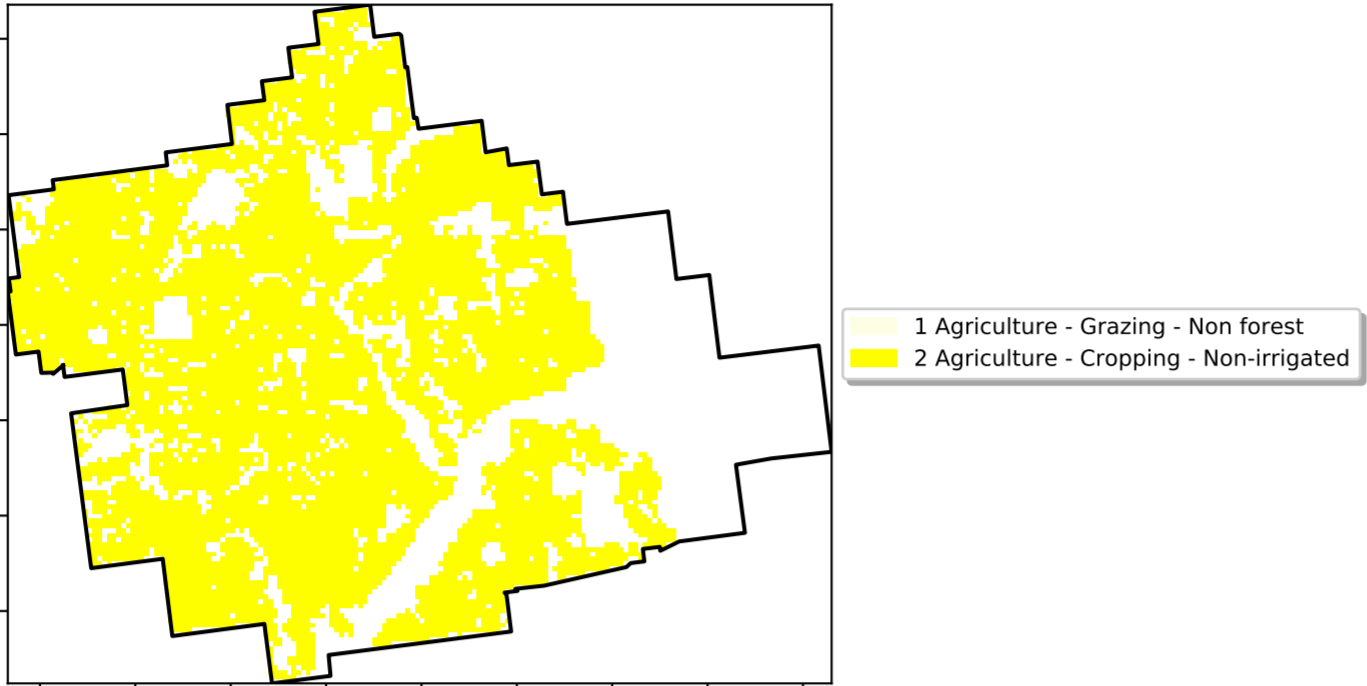 1 Agriculture - Grazing - Non forest
2 Agriculture - Cropping - Non-irrigated